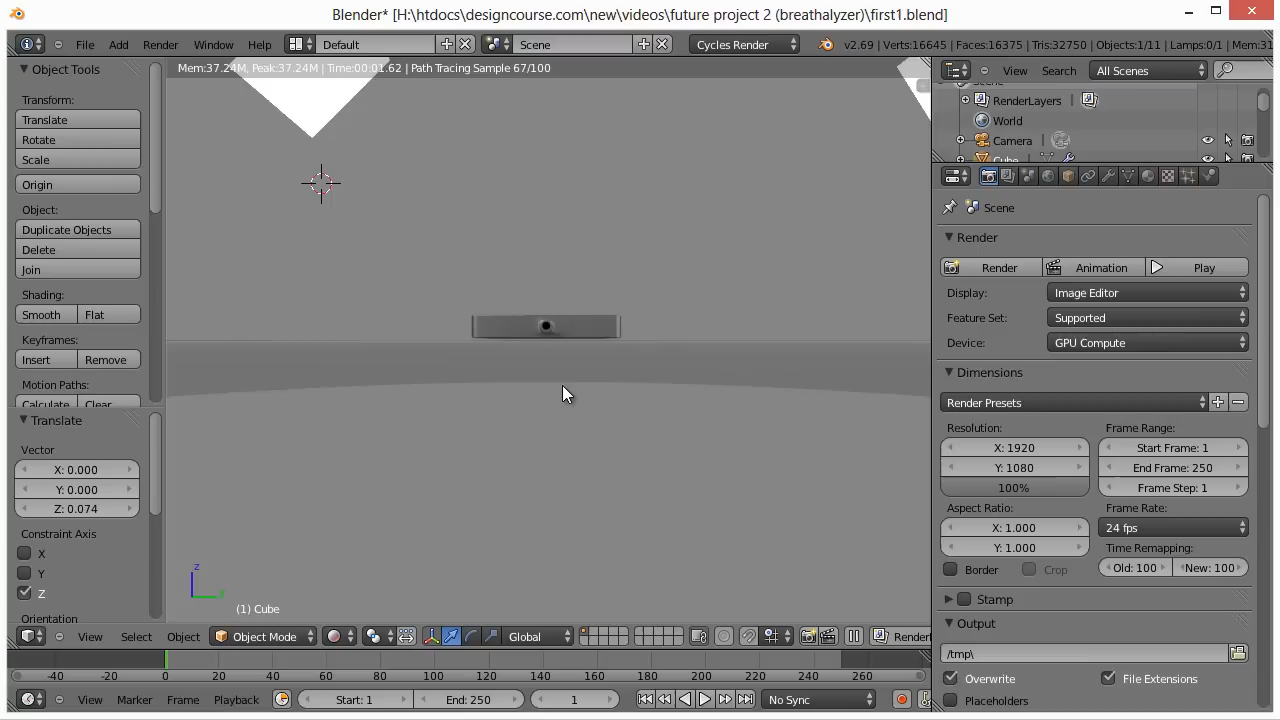 Blender* [H:\htdocs\designcourse.com\new\videos\future project 2 (breathalyzer)\first1.blend]
File Add Render Window Help Default Scene Cycles Render v2.69 | Verts:16645 | Faces:16375 | Tris:32750 | Objects:1/11 | Lamps:0/1 | Mem:31
Object Tools
Transform:
Translate
Rotate
Scale
Origin
Object:
Duplicate Objects
Delete
Join
Shading:
Smooth Flat
Keyframes:
Insert Remove
Motion Paths:
Calculate Clear
Translate
Vector
X: 0.000
Y: 0.000
Z: 0.074
Constraint Axis
X
Y
Z
Orientation
Mem:37.24M, Peak:37.24M | Time:00:01.62 | Path Tracing Sample 67/100
z
(1) Cube
View Select Object Object Mode Global
-40 -20 0 20 40 60 80 100 120 140 160 180 200 220 240 260
View Marker Frame Playback Start: 1 End: 250 1 No Sync
View Search All Scenes
RenderLayers
World
Camera
Cube
Scene
Render
Render Animation Play
Display: Image Editor
Feature Set: Supported
Device: GPU Compute
Dimensions
Render Presets
Resolution: Frame Range:
X: 1920 Start Frame: 1
Y: 1080 End Frame: 250
100% Frame Step: 1
Aspect Ratio: Frame Rate:
X: 1.000 24 fps
Y: 1.000 Time Remapping:
Border Crop Old: 100 New: 100
Stamp
Output
/tmp\
Overwrite File Extensions
Placeholders